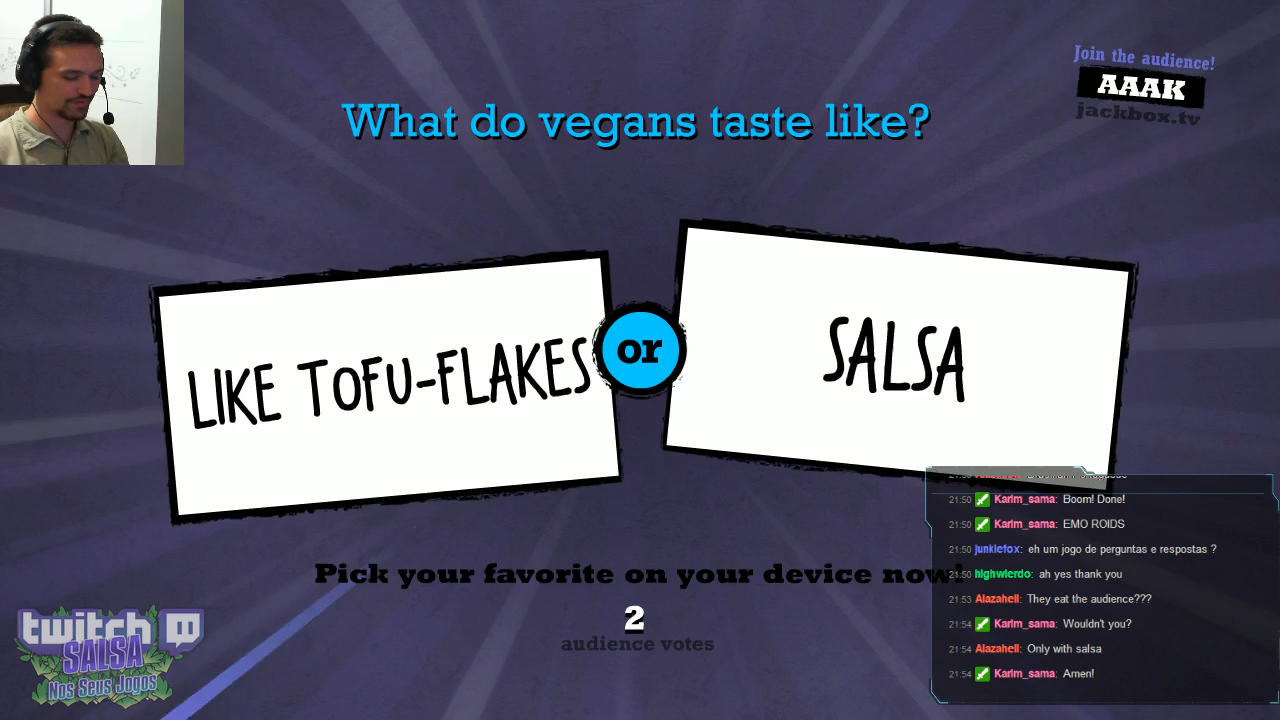 Join the audience!
AAAK
jackbox.tv
What do vegans taste like?
LIKE TOFU-FLAKES
or
SALSA
Pick your favorite on your device now!
2
audience votes
21:50 Karim_sama: Boom! Done!
21:50 Karim_sama: EMO ROIDS
21:50 junkiefox: eh um jogo de perguntas e respostas ?
21:50 highwierdo: ah yes thank you
21:53 Alazahell: They eat the audience???
21:54 Karim_sama: Wouldn't you?
21:54 Alazahell: Only with salsa
21:54 Karim_sama: Amen!
twitch
SALSA
Nos Seus Jogos